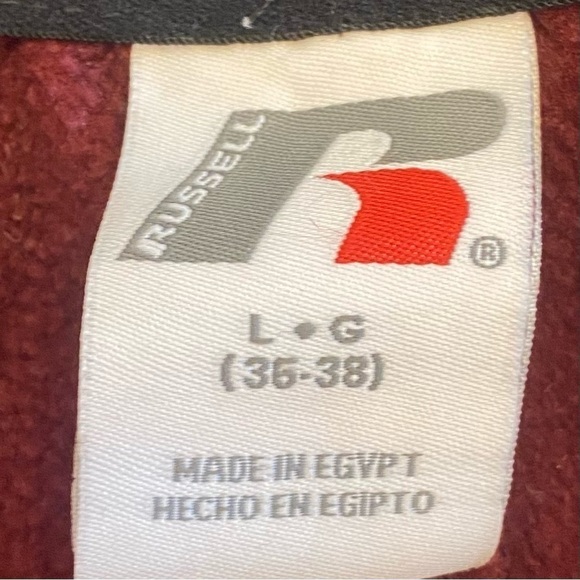 RUSSELL
®
L • G
(36-38)
MADE IN EGYPT
HECHO EN EGIPTO